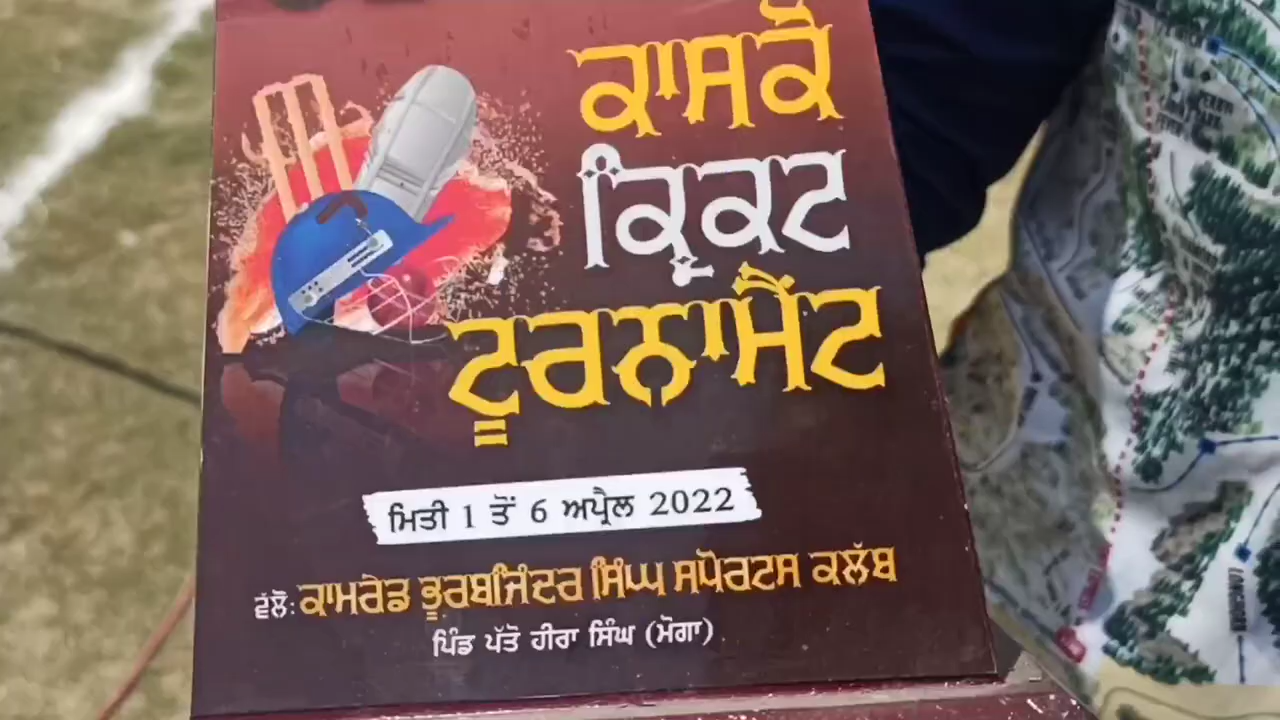 ਕਾਸਕੋ
ਕ੍ਰਿਕਟ
ਟੂਰਨਾਮੈਂਟ
ਮਿਤੀ 1 ਤੋਂ 6 ਅਪ੍ਰੈਲ 2022
ਵੱਲੋਂ: ਕਾਮਰੇਡ ਭੂਰਬਜਿੰਦਰ ਸਿੰਘ ਸਪੋਰਟਸ ਕਲੱਬ
ਪਿੰਡ ਪੱਤੋ ਹੀਰਾ ਸਿੰਘ (ਮੋਗਾ)